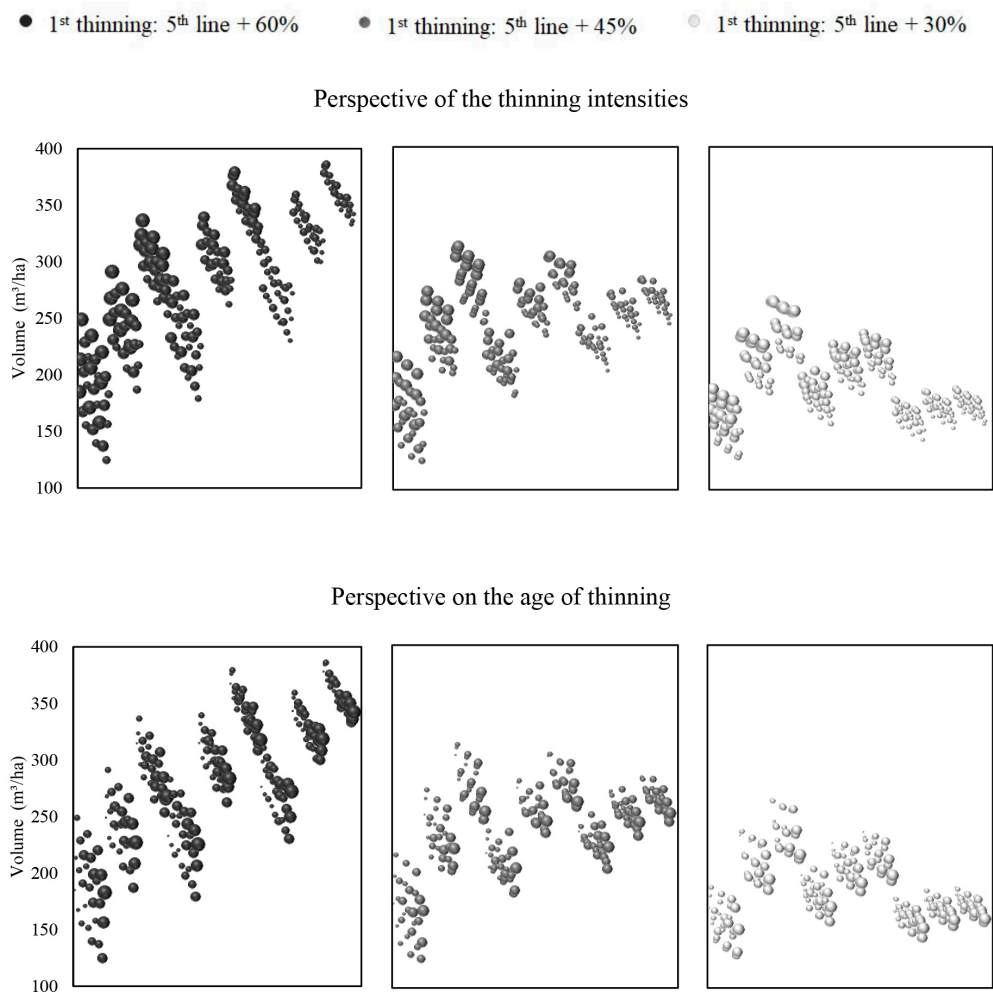 1st thinning: 5th line + 60%
1st thinning: 5th line + 45%
1st thinning: 5th line + 30%
Perspective of the thinning intensities
Volume (m³/ha)
400
350
300
250
200
150
100
Perspective on the age of thinning
Volume (m³/ha)
400
350
300
250
200
150
100